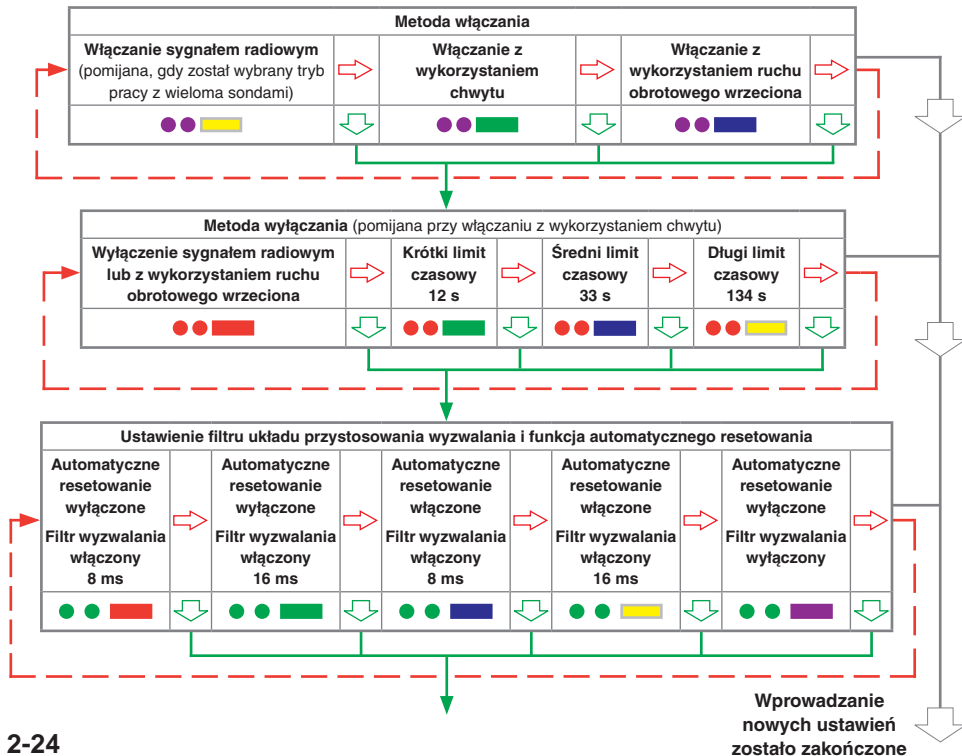 Metoda włączania
Włączanie sygnałem radiowym
(pomijana, gdy został wybrany tryb
pracy z wieloma sondami)
Włączanie z
wykorzystaniem
chwytu
Włączanie z
wykorzystaniem ruchu
obrotowego wrzeciona
Metoda wyłączania (pomijana przy włączaniu z wykorzystaniem chwytu)
Wyłączenie sygnałem radiowym
lub z wykorzystaniem ruchu
obrotowego wrzeciona
Krótki limit
czasowy
12 s
Średni limit
czasowy
33 s
Długi limit
czasowy
134 s
Ustawienie filtru układu przystosowania wyzwalania i funkcja automatycznego resetowania
Automatyczne
resetowanie
wyłączone
Filtr wyzwalania
włączony
8 ms
Automatyczne
resetowanie
wyłączone
Filtr wyzwalania
włączony
16 ms
Automatyczne
resetowanie
włączone
Filtr wyzwalania
włączony
8 ms
Automatyczne
resetowanie
włączone
Filtr wyzwalania
włączony
16 ms
Automatyczne
resetowanie
wyłączone
Filtr wyzwalania
wyłączony
Wprowadzanie
nowych ustawień
zostało zakończone
2-24